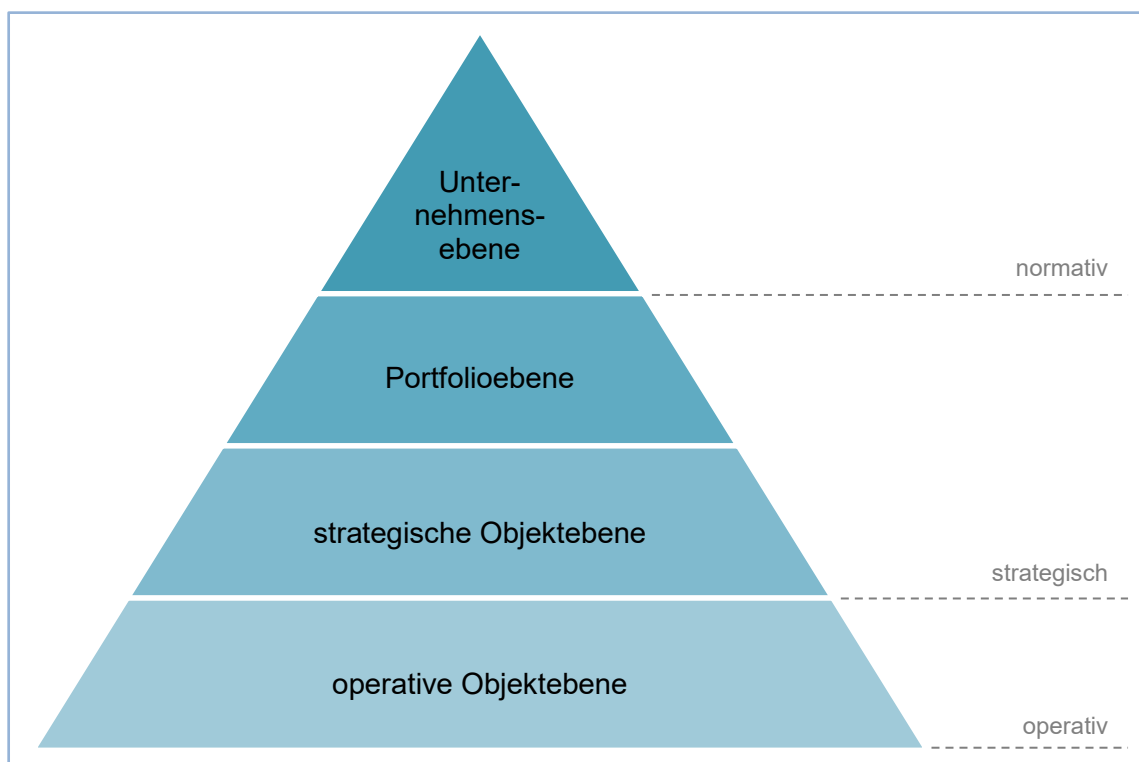 Unter-
nehmens-
ebene
normativ
Portfolioebene
strategische Objektebene
strategisch
operative Objektebene
operativ